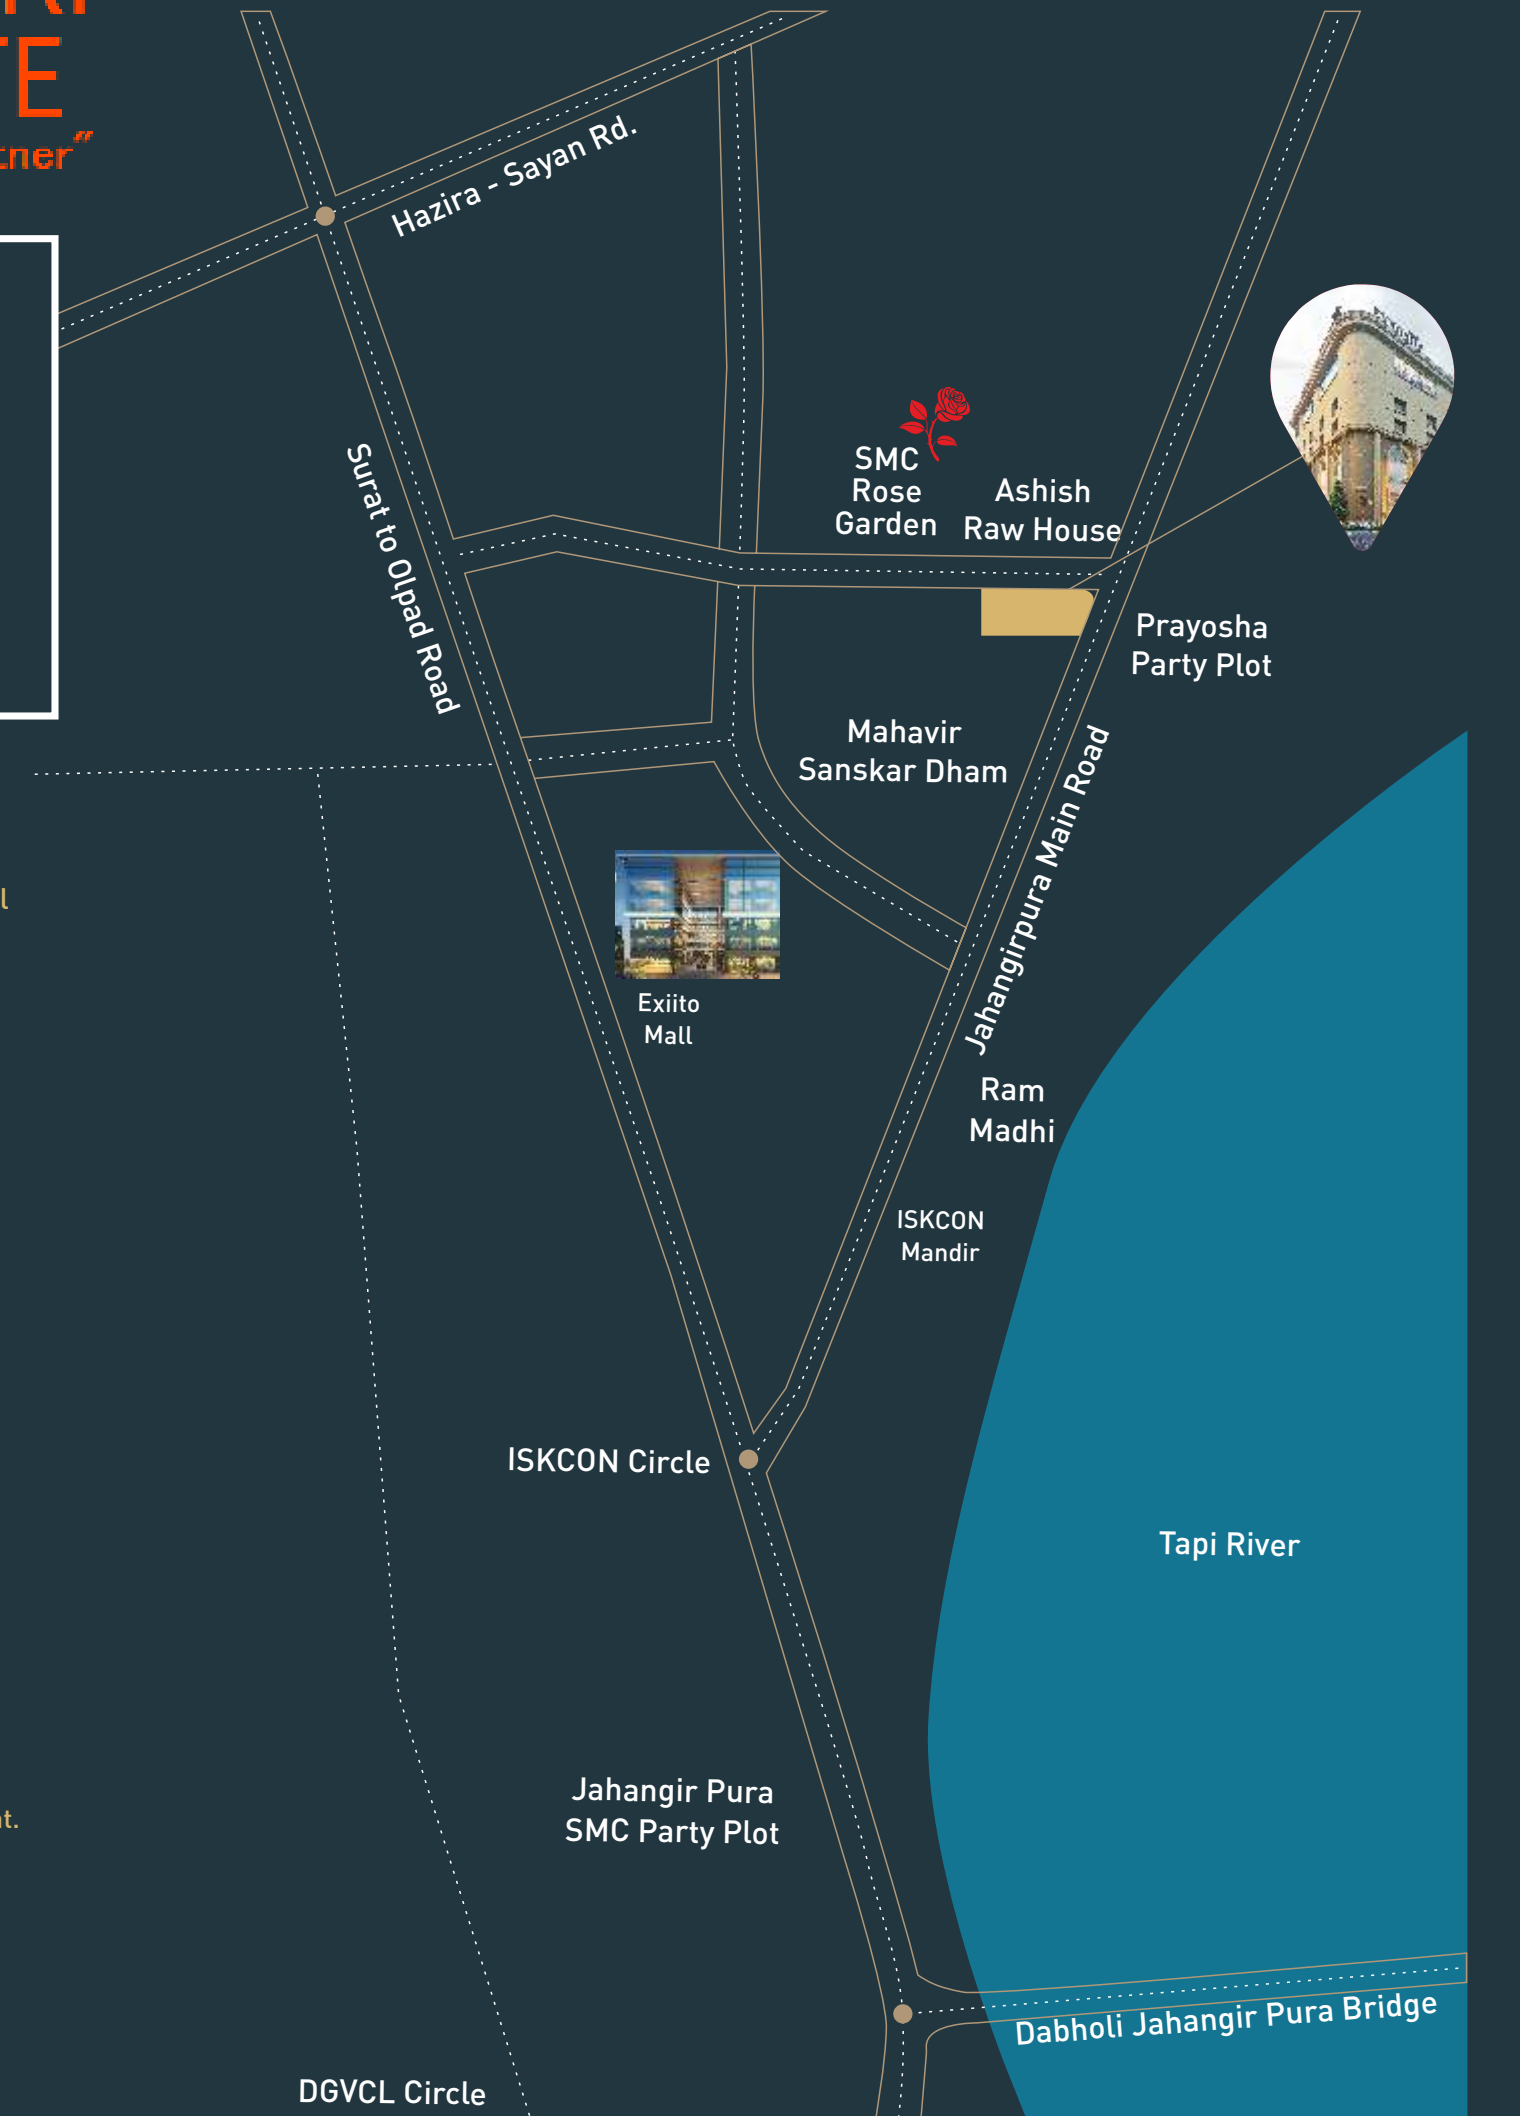 TE
Hazira - Sayan Rd.
Surat to Olpad Road
SMC
Rose
Garden
Ashish
Raw House
Prayosha
Party Plot
Mahavir
Sanskar Dham
Jahangirpura Main Road
Exiito
Mall
Ram
Madhi
ISKCON
Mandir
ISKCON Circle
Tapi River
Jahangir Pura
SMC Party Plot
Dabholi Jahangir Pura Bridge
DGVCL Circle